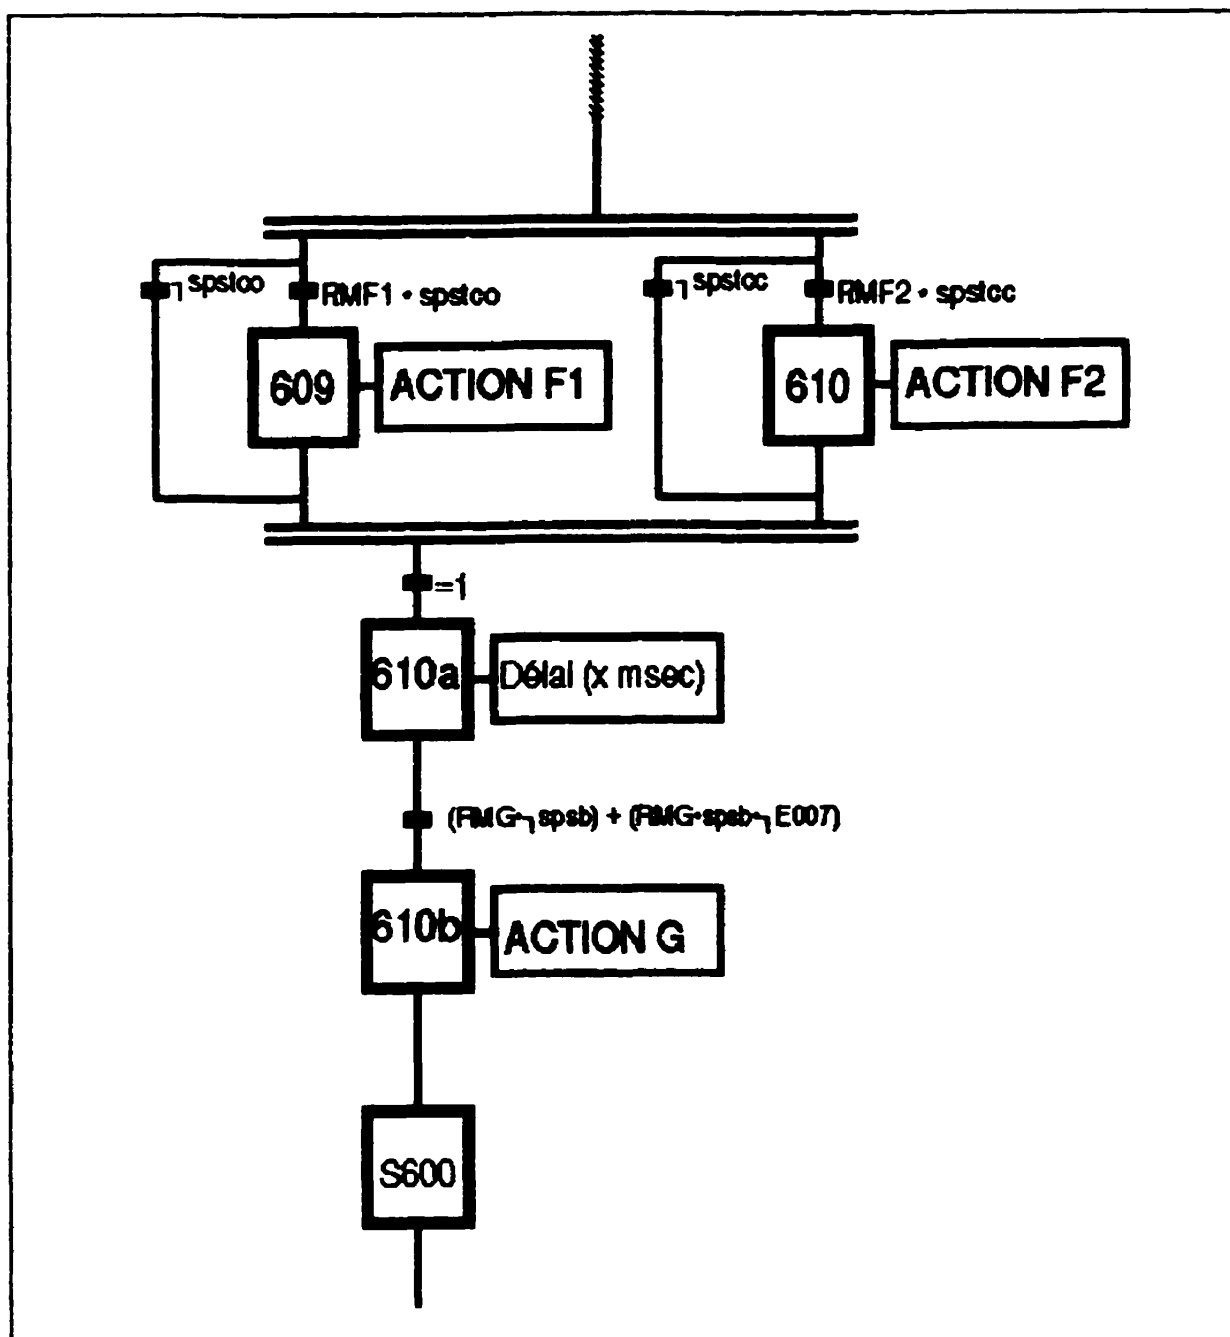 ¬ spstco
RMF1 • spstco
¬ spstcc
RMF2 • spstcc
609
ACTION F1
610
ACTION F2
=1
610a
Délai (x msec)
(RMG•¬ spsb) + (RMG•spsb•¬ E007)
610b
ACTION G
S600